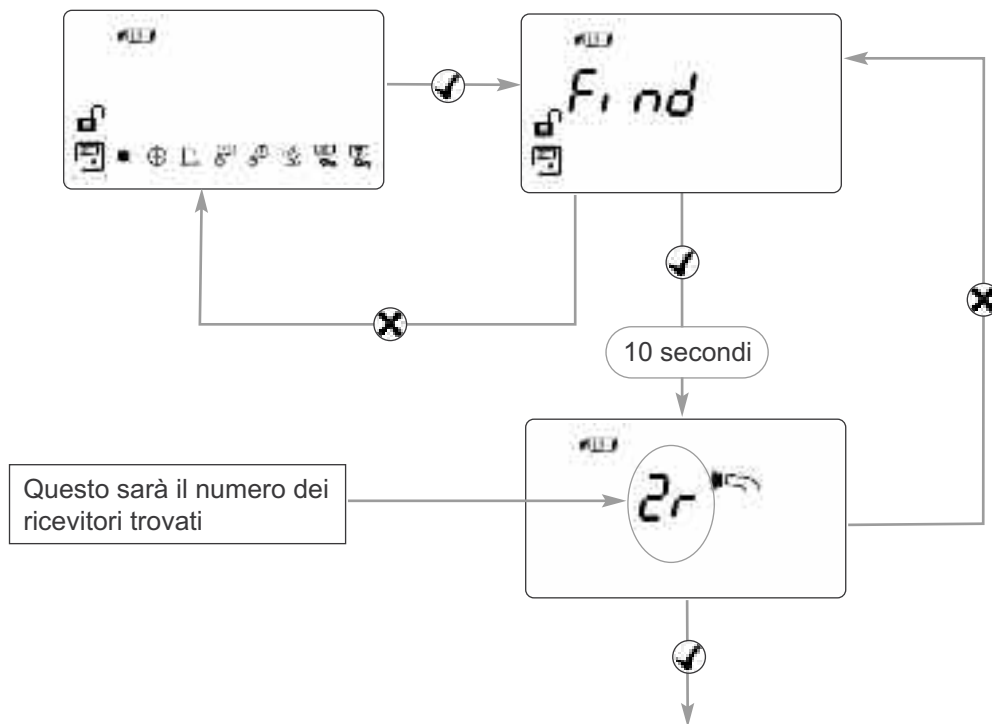 Find
10 secondi
2r
Questo sarà il numero dei
ricevitori trovati